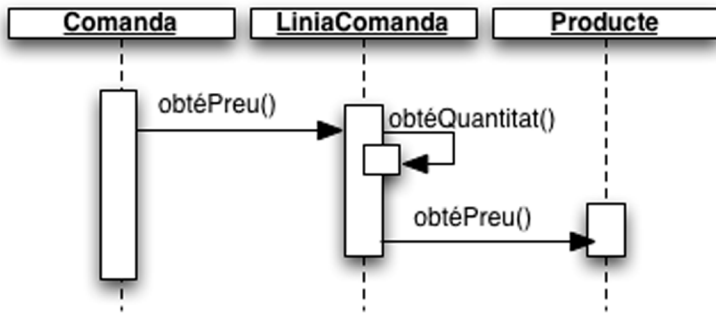 Comanda
LiniaComanda
Producte
obtéPreu()
obtéQuantitat()
obtéPreu()